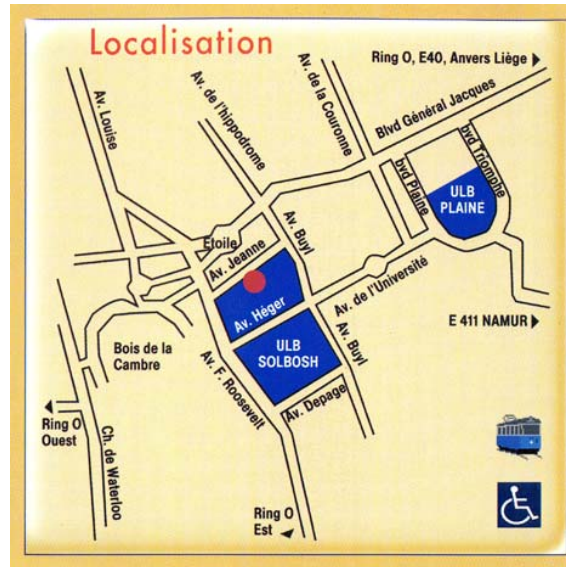 Localisation
Ring O, E40, Anvers Liège
Av. Louise
Av. de l'hippodrome
Av. de la Couronne
Blvd Général Jacques
bvd Plaine
bvd Triomphe
ULB
PLAINE
Etoile
Av. Jeanne
Av. Buyl
Av. de l'Université
Av. Héger
E 411 NAMUR
Bois de la
Cambre
ULB
SOLBOSH
Av. Buyl
Av. F. Roosevelt
Av. Depage
Ring O
Ouest
Ch. de Waterloo
Ring O
Est